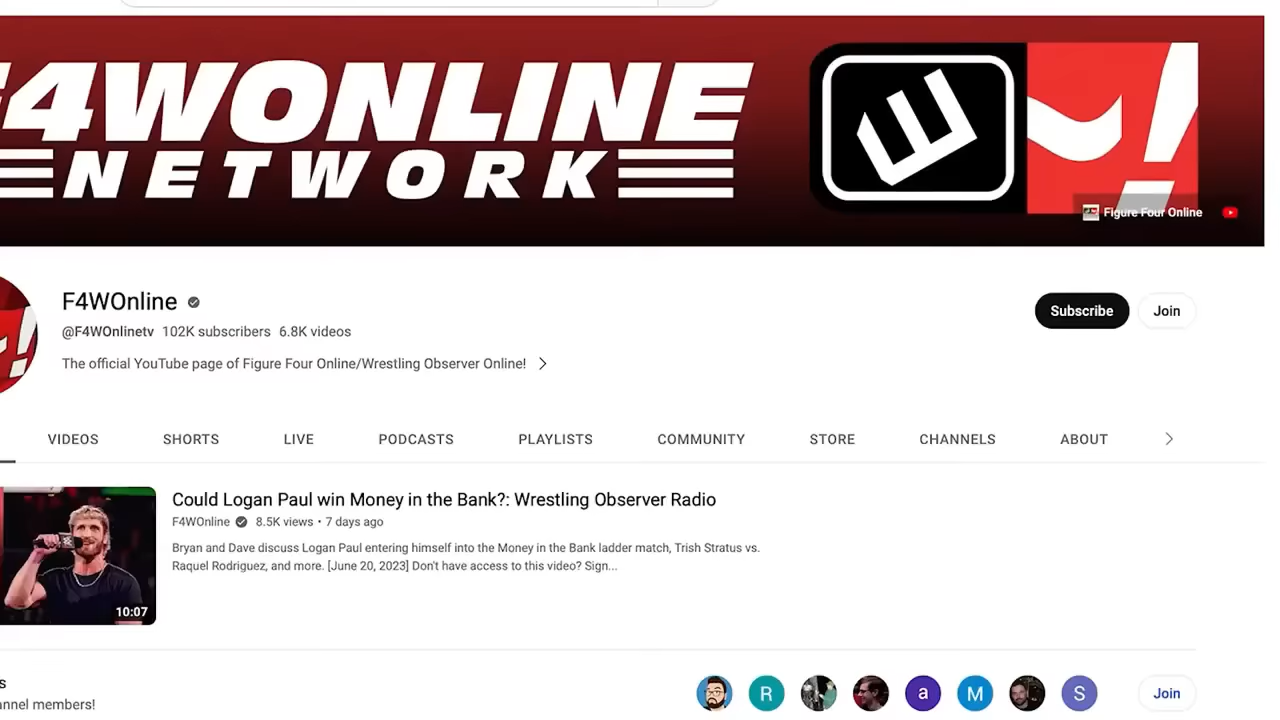 F4WONLINE
NETWORK
Figure Four Online
F4WOnline
@F4WOnlinetv 102K subscribers 6.8K videos
The official YouTube page of Figure Four Online/Wrestling Observer Online!
Subscribe
Join
VIDEOS
SHORTS
LIVE
PODCASTS
PLAYLISTS
COMMUNITY
STORE
CHANNELS
ABOUT
Could Logan Paul win Money in the Bank?: Wrestling Observer Radio
F4WOnline 8.5K views • 7 days ago
Bryan and Dave discuss Logan Paul entering himself into the Money in the Bank ladder match, Trish Stratus vs.
Raquel Rodriguez, and more. [June 20, 2023] Don't have access to this video? Sign...
10:07
s
R
a
M
S
Join
nnel members!